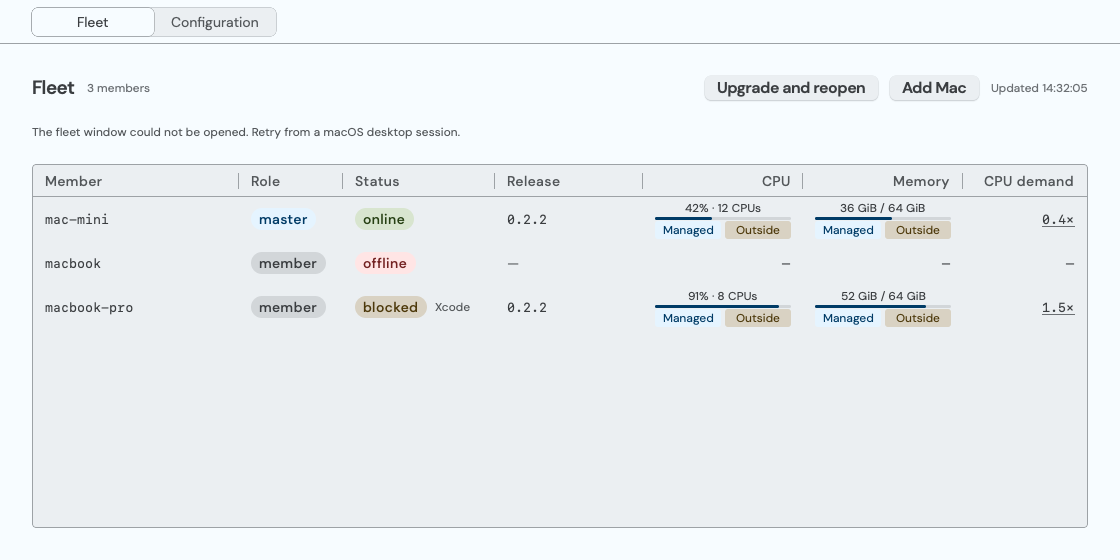 Fleet Configuration
Fleet 3 members Upgrade and reopen Add Mac Updated 14:32:05
The fleet window could not be opened. Retry from a macOS desktop session.
Member Role Status Release CPU Memory CPU demand
mac-mini master online 0.2.2 42% · 12 CPUs Managed Outside 36 GiB / 64 GiB Managed Outside 0.4×
macbook member offline — — — —
macbook-pro member blocked Xcode 0.2.2 91% · 8 CPUs Managed Outside 52 GiB / 64 GiB Managed Outside 1.5×